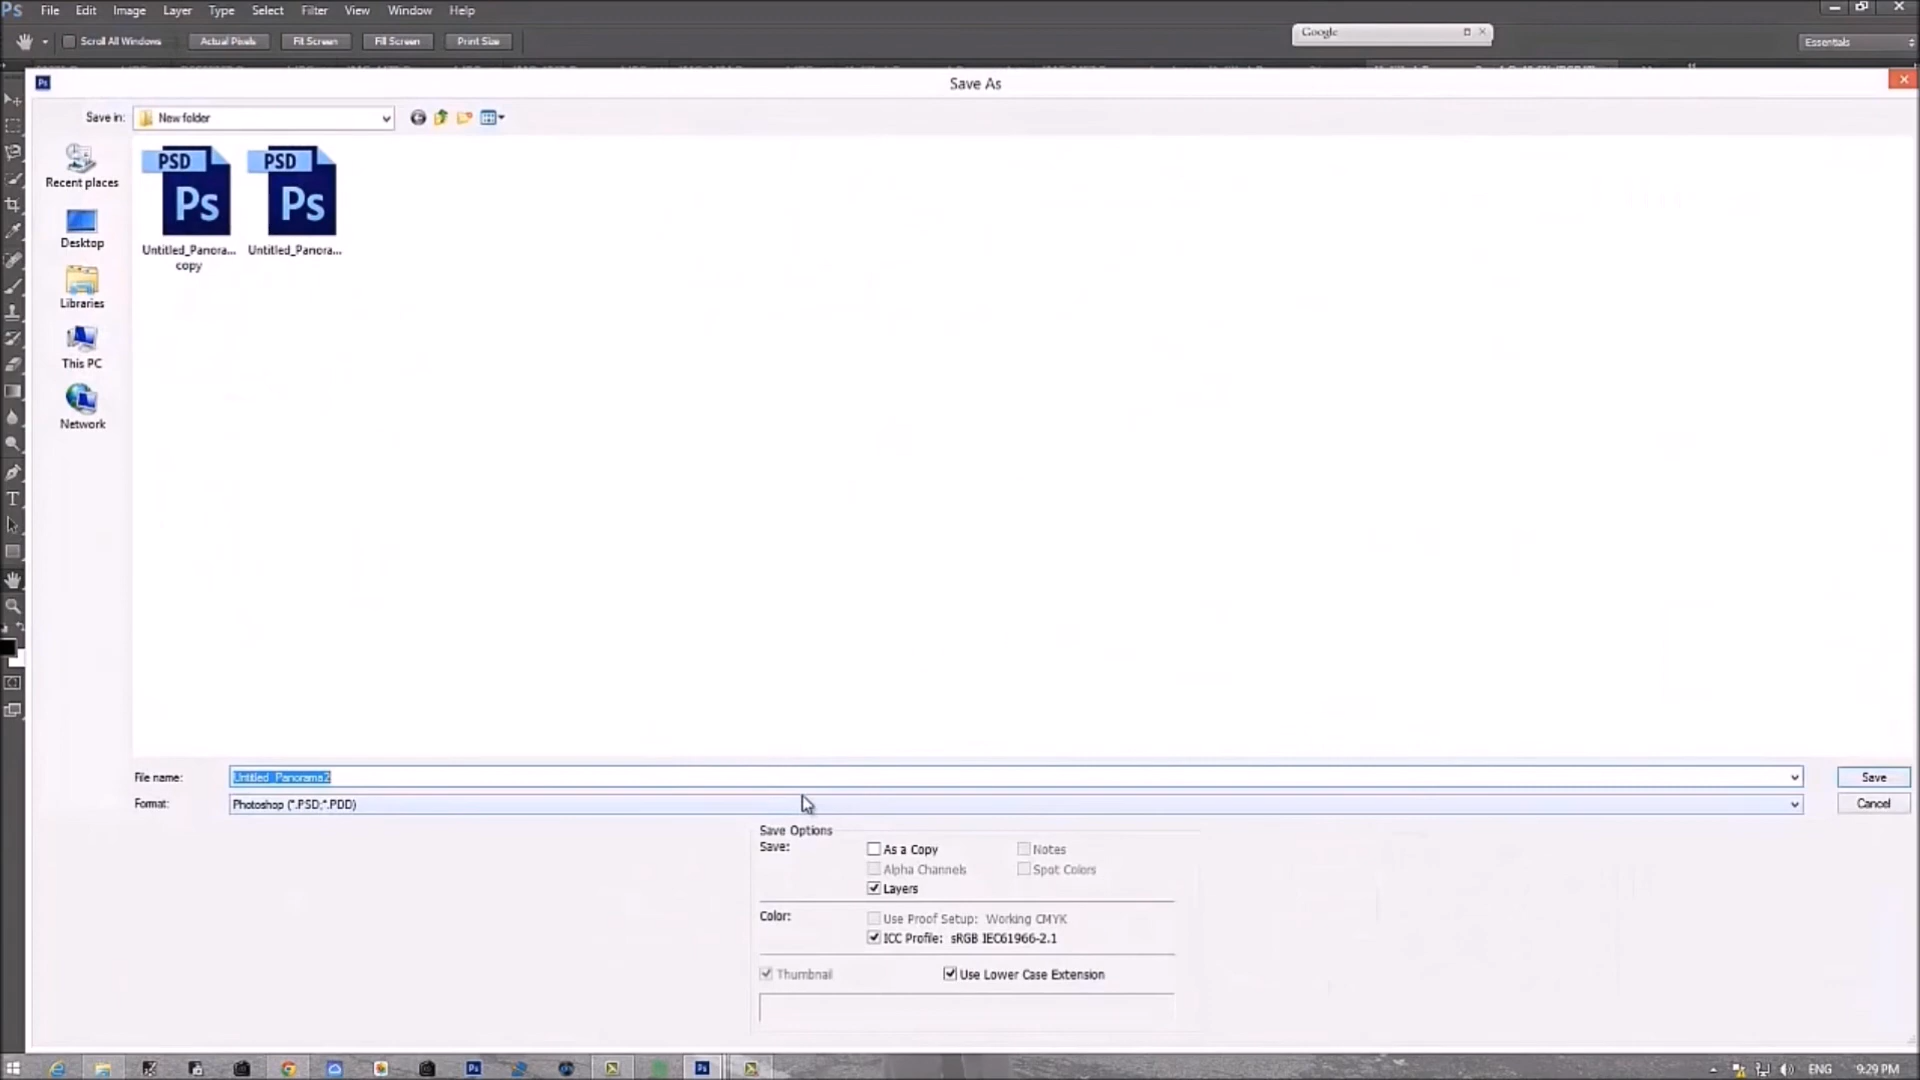 Ps File Edit Image Layer Type Select Filter View Window Help
Scroll All Windows Actual Pixels Fit Screen Fill Screen Print Size Google Essentials
Ps Save As
Save in: New folder
Recent places
Desktop
Libraries
This PC
Network
PSD PSD
Ps Ps
Untitled_Panora... Untitled_Panora...
copy
T
File name: Untitled_Panorama2 Save
Format: Photoshop (*.PSD;*.PDD) Cancel
Save Options
Save: As a Copy Notes
Alpha Channels Spot Colors
Layers
Color: Use Proof Setup: Working CMYK
ICC Profile: sRGB IEC61966-2.1
Thumbnail Use Lower Case Extension
Ps Ps ENG 9:29 PM